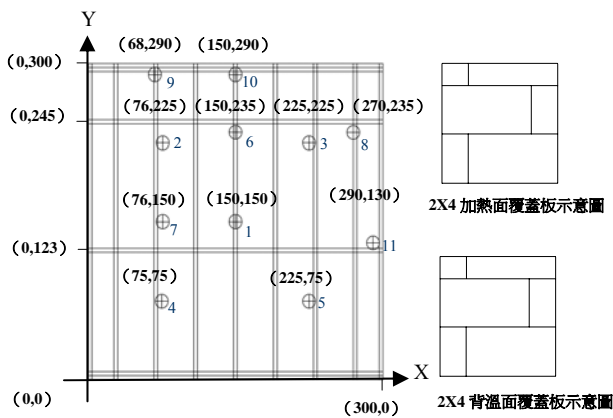 Y
(68,290) (150,290)
(0,300)
9 10
(76,225) (150,235) (225,225) (270,235)
(0,245)
2 6 3 8
2X4 加熱面覆蓋板示意圖
(76,150) (150,150) (290,130)
7 1
(0,123)
11
(75,75) (225,75)
4 5
X
(0,0)
(300,0)
2X4 背溫面覆蓋板示意圖